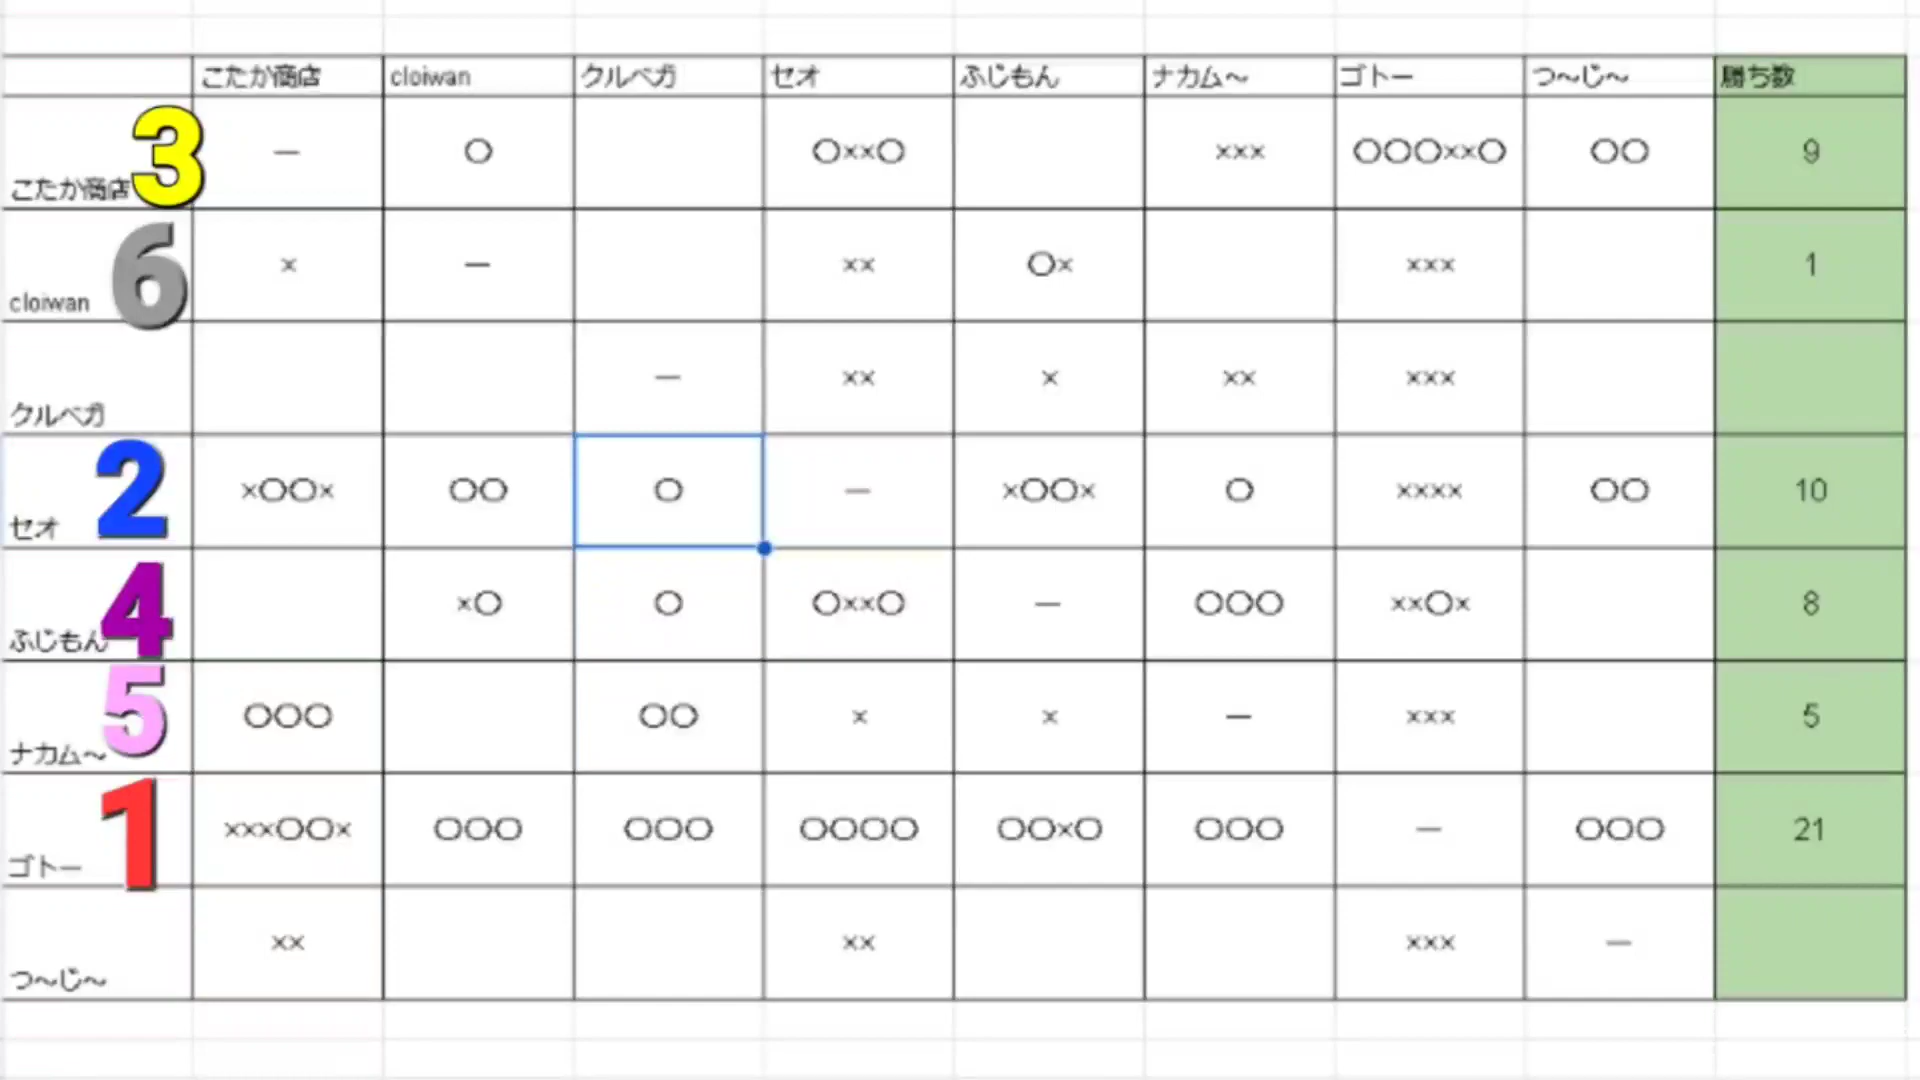 こたか商店 cloiwan クルベガ セオ ふじもん ナカム～ ゴトー つ～じ～ 勝ち数
こたか商店 3 — ○ ○××○ ××× ○○○××○ ○○ 9
cloiwan 6 × — ×× ○× ××× 1
クルベガ — ×× × ×× ×××
セオ 2 ×○○× ○○ ○ — ×○○× ○ ×××× ○○ 10
ふじもん 4 ×○ ○ ○××○ — ○○○ ××○× 8
ナカム～ 5 ○○○ ○○ × × — ××× 5
ゴトー 1 ×××○○× ○○○ ○○○ ○○○○ ○○×○ ○○○ — ○○○ 21
つ～じ～ ×× ×× ××× —